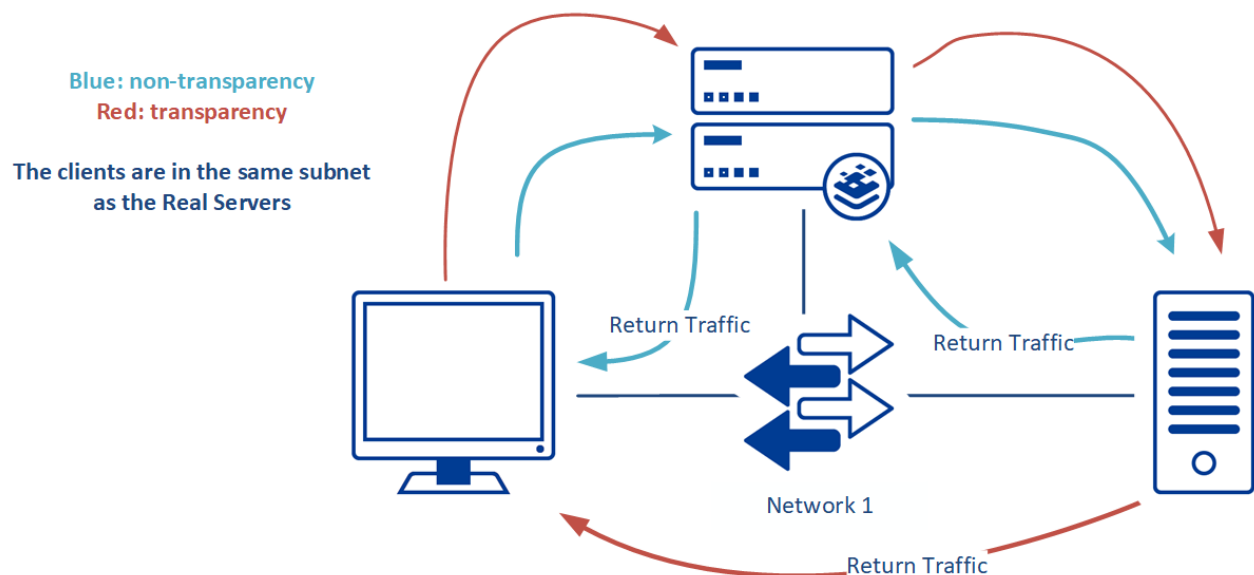 Blue: non-transparency
Red: transparency
The clients are in the same subnet
as the Real Servers
Return Traffic
Return Traffic
Network 1
Return Traffic